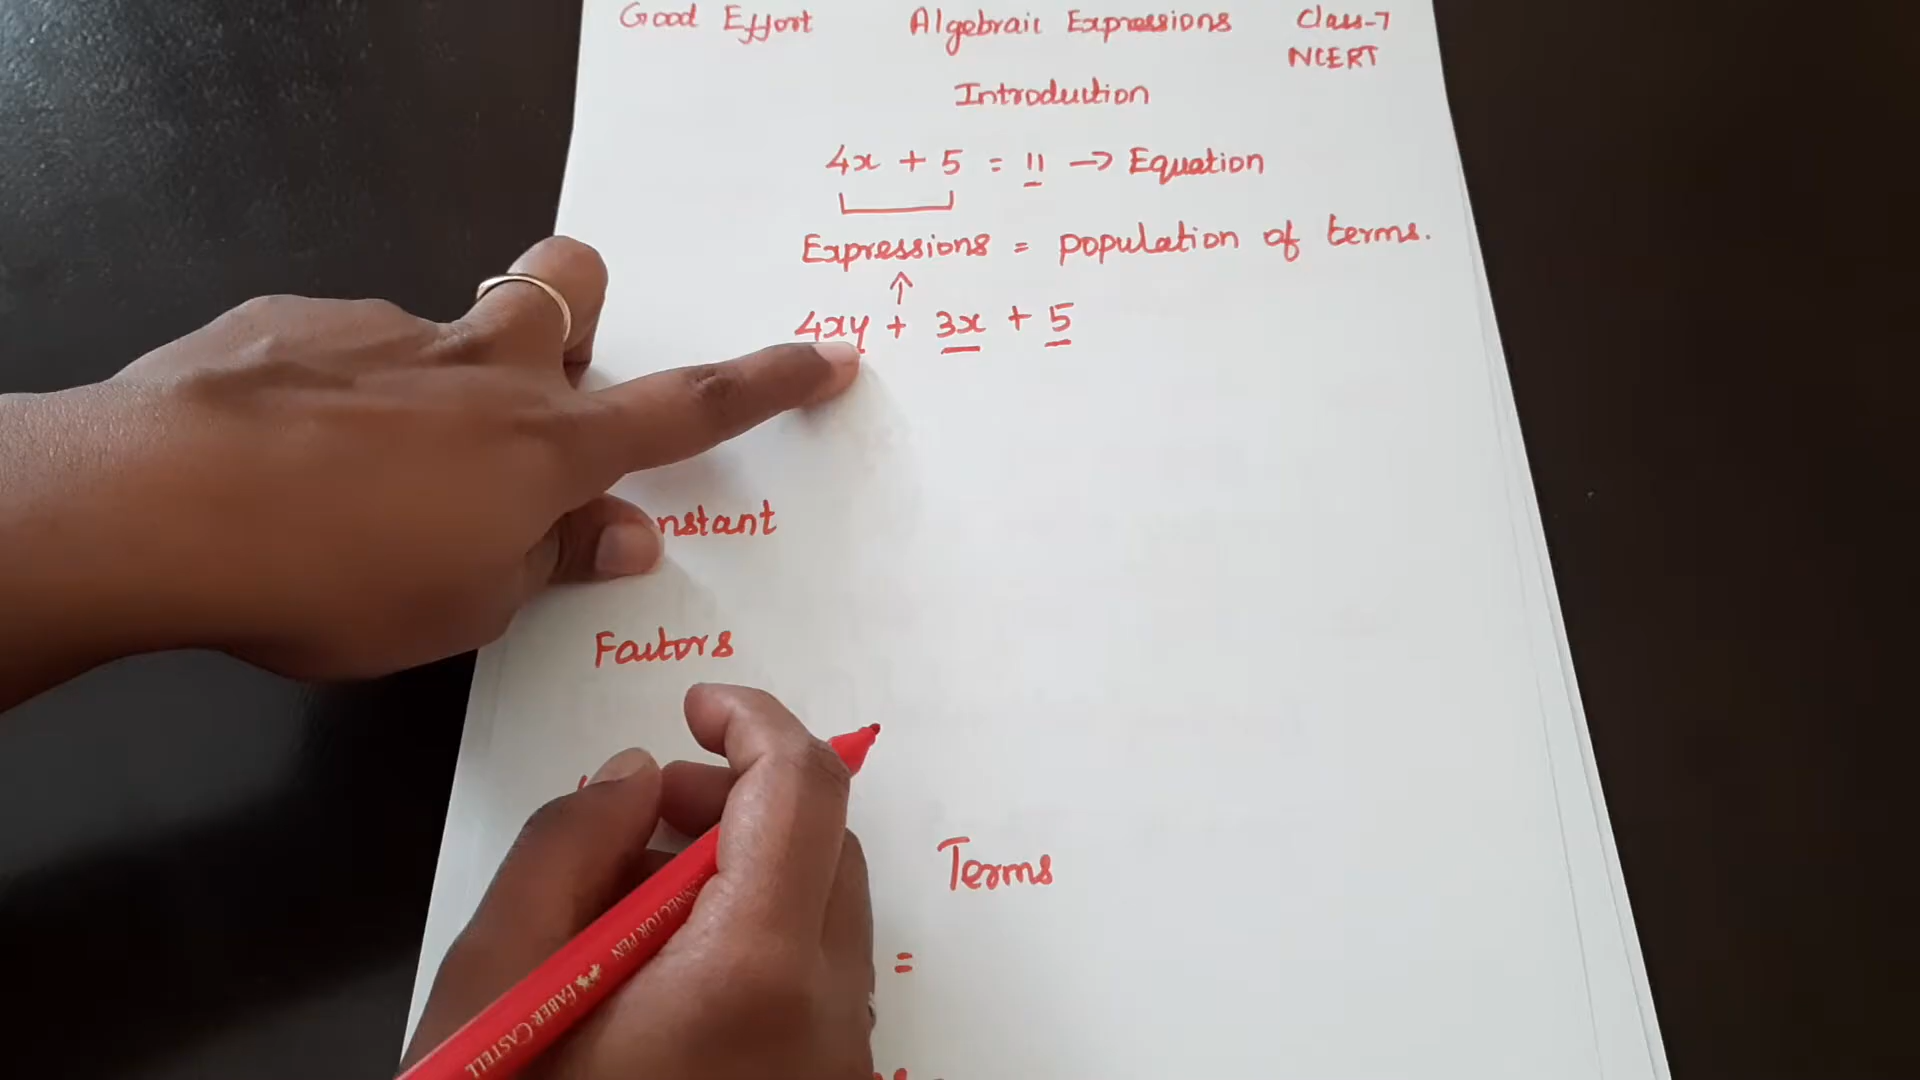 Good Effort Algebraic Expressions Class-7
NCERT
Introduction
4x + 5 = 11 → Equation
Expressions = population of terms.
↑
4xy + 3x + 5
nstant
Factors
Terms
=
CONNECTOR PEN FABER-CASTELL